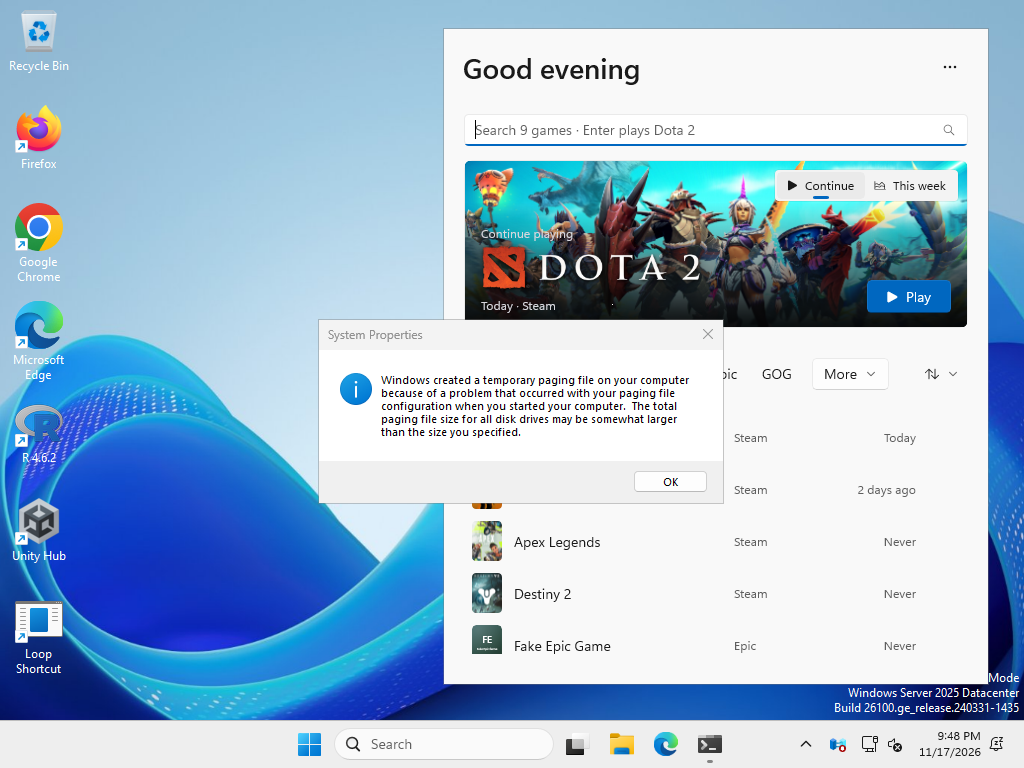 Recycle Bin
Firefox
Google
Chrome
Microsoft
Edge
R 4.6.2
Unity Hub
Loop
Shortcut
Good evening
Search 9 games · Enter plays Dota 2
Continue
This week
Continue playing
DOTA 2
Today · Steam
Play
System Properties
Windows created a temporary paging file on your computer
because of a problem that occurred with your paging file
configuration when you started your computer. The total
paging file size for all disk drives may be somewhat larger
than the size you specified.
OK
GOG
More
Steam Today
Steam 2 days ago
Apex Legends Steam Never
Destiny 2 Steam Never
FE
Fake Epic Game Epic Never
Mode
Windows Server 2025 Datacenter
Build 26100.ge_release.240331-1435
Search
9:48 PM
11/17/2026